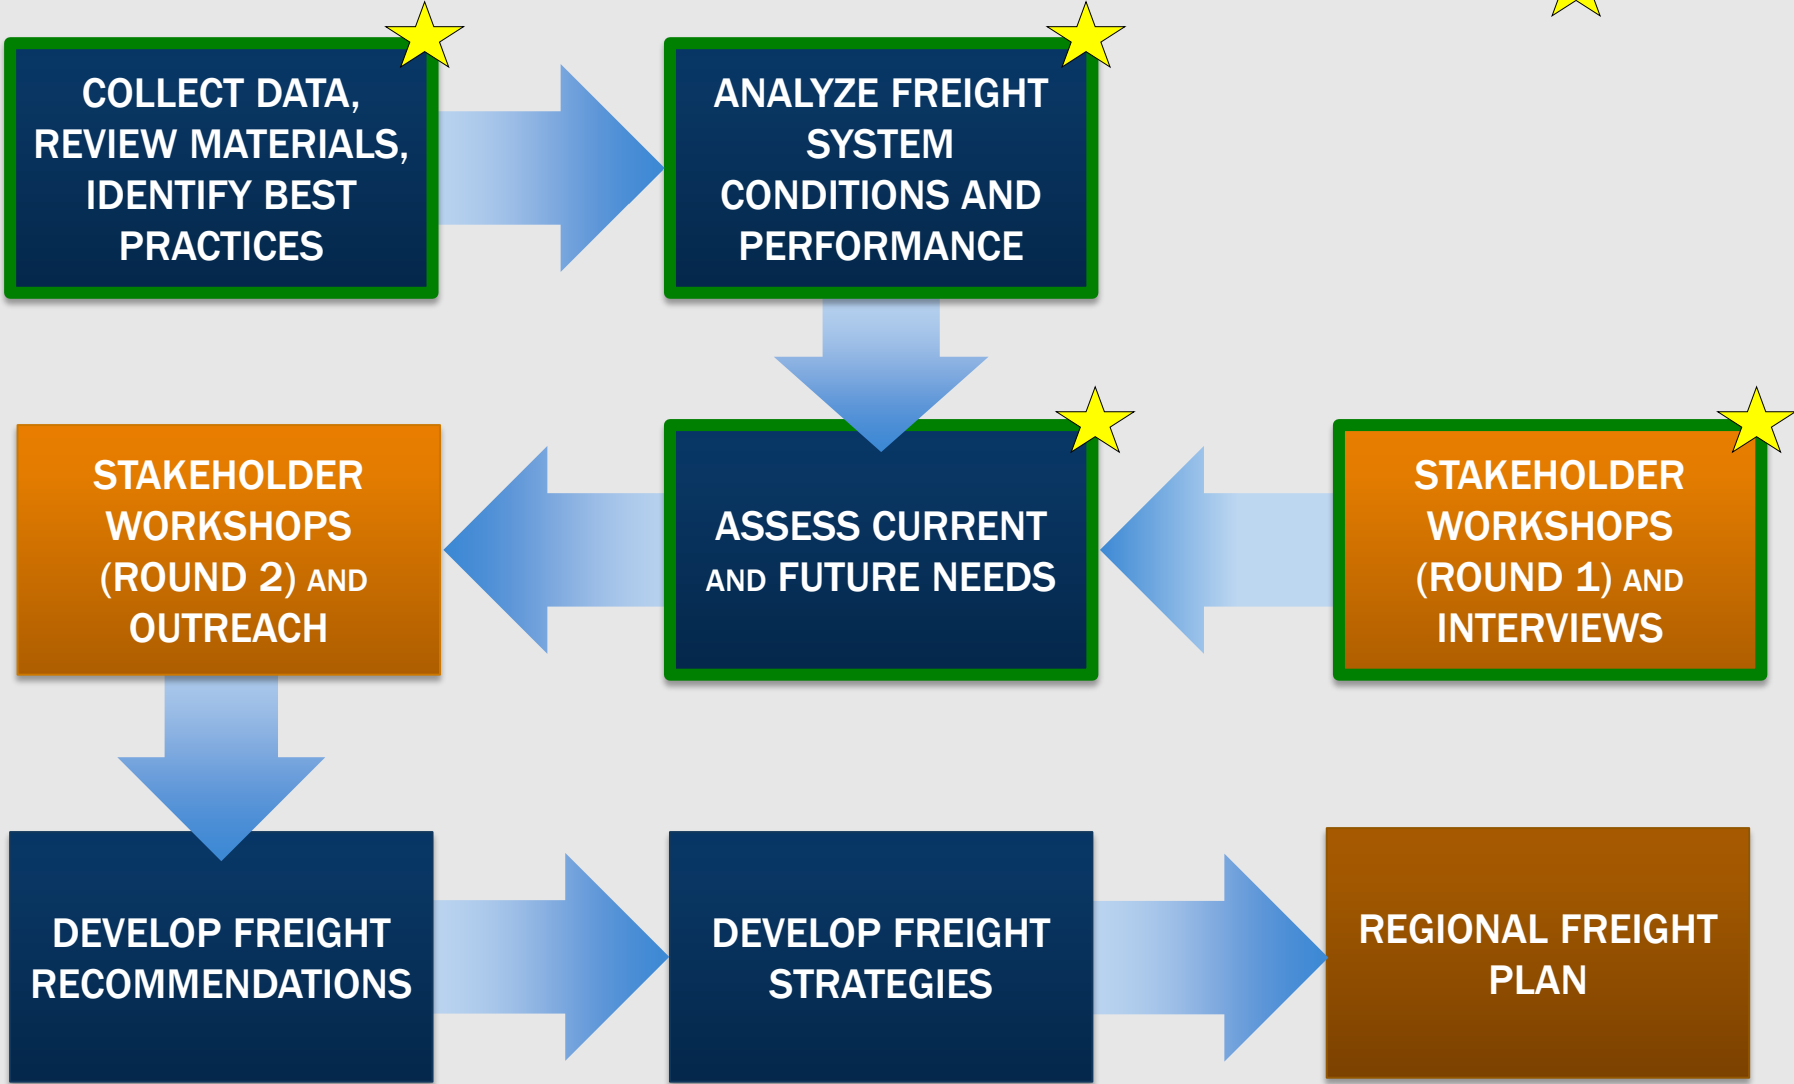 COLLECT DATA,
REVIEW MATERIALS,
IDENTIFY BEST
PRACTICES
ANALYZE FREIGHT
SYSTEM
CONDITIONS AND
PERFORMANCE
STAKEHOLDER
WORKSHOPS
(ROUND 2) AND
OUTREACH
ASSESS CURRENT
AND FUTURE NEEDS
STAKEHOLDER
WORKSHOPS
(ROUND 1) AND
INTERVIEWS
DEVELOP FREIGHT
RECOMMENDATIONS
DEVELOP FREIGHT
STRATEGIES
REGIONAL FREIGHT
PLAN